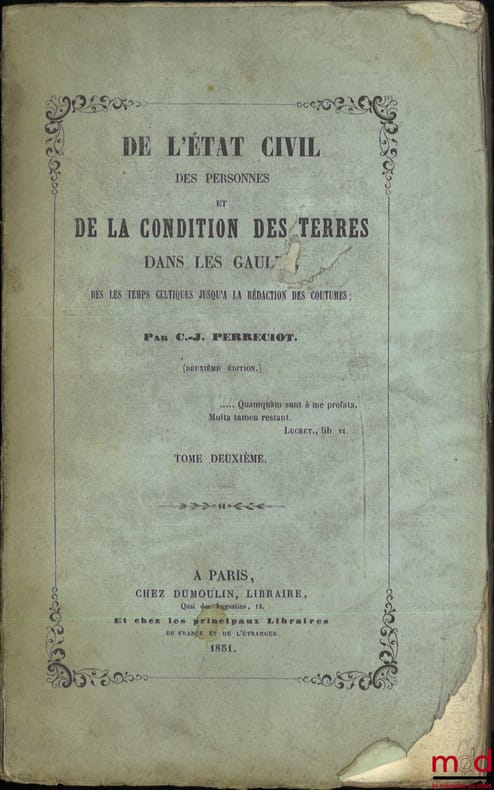 DE L'ÉTAT CIVIL
DES PERSONNES
ET
DE LA CONDITION DES TERRES
DANS LES GAUL
DÈS LES TEMPS CELTIQUES JUSQU'A LA RÉDACTION DES COUTUMES;
PAR C.-J. PERRECIOT.
(DEUXIÈME ÉDITION.)
..... Quamquàm sunt à me profata,
Multa tamen restant.
LUCRET., lib. VI.
TOME DEUXIÈME.
A PARIS,
CHEZ DUMOULIN, LIBRAIRE,
Quai des Augustins, 13.
Et chez les principaux Libraires
DE FRANCE ET DE L'ÉTRANGER.
1851.
mdd